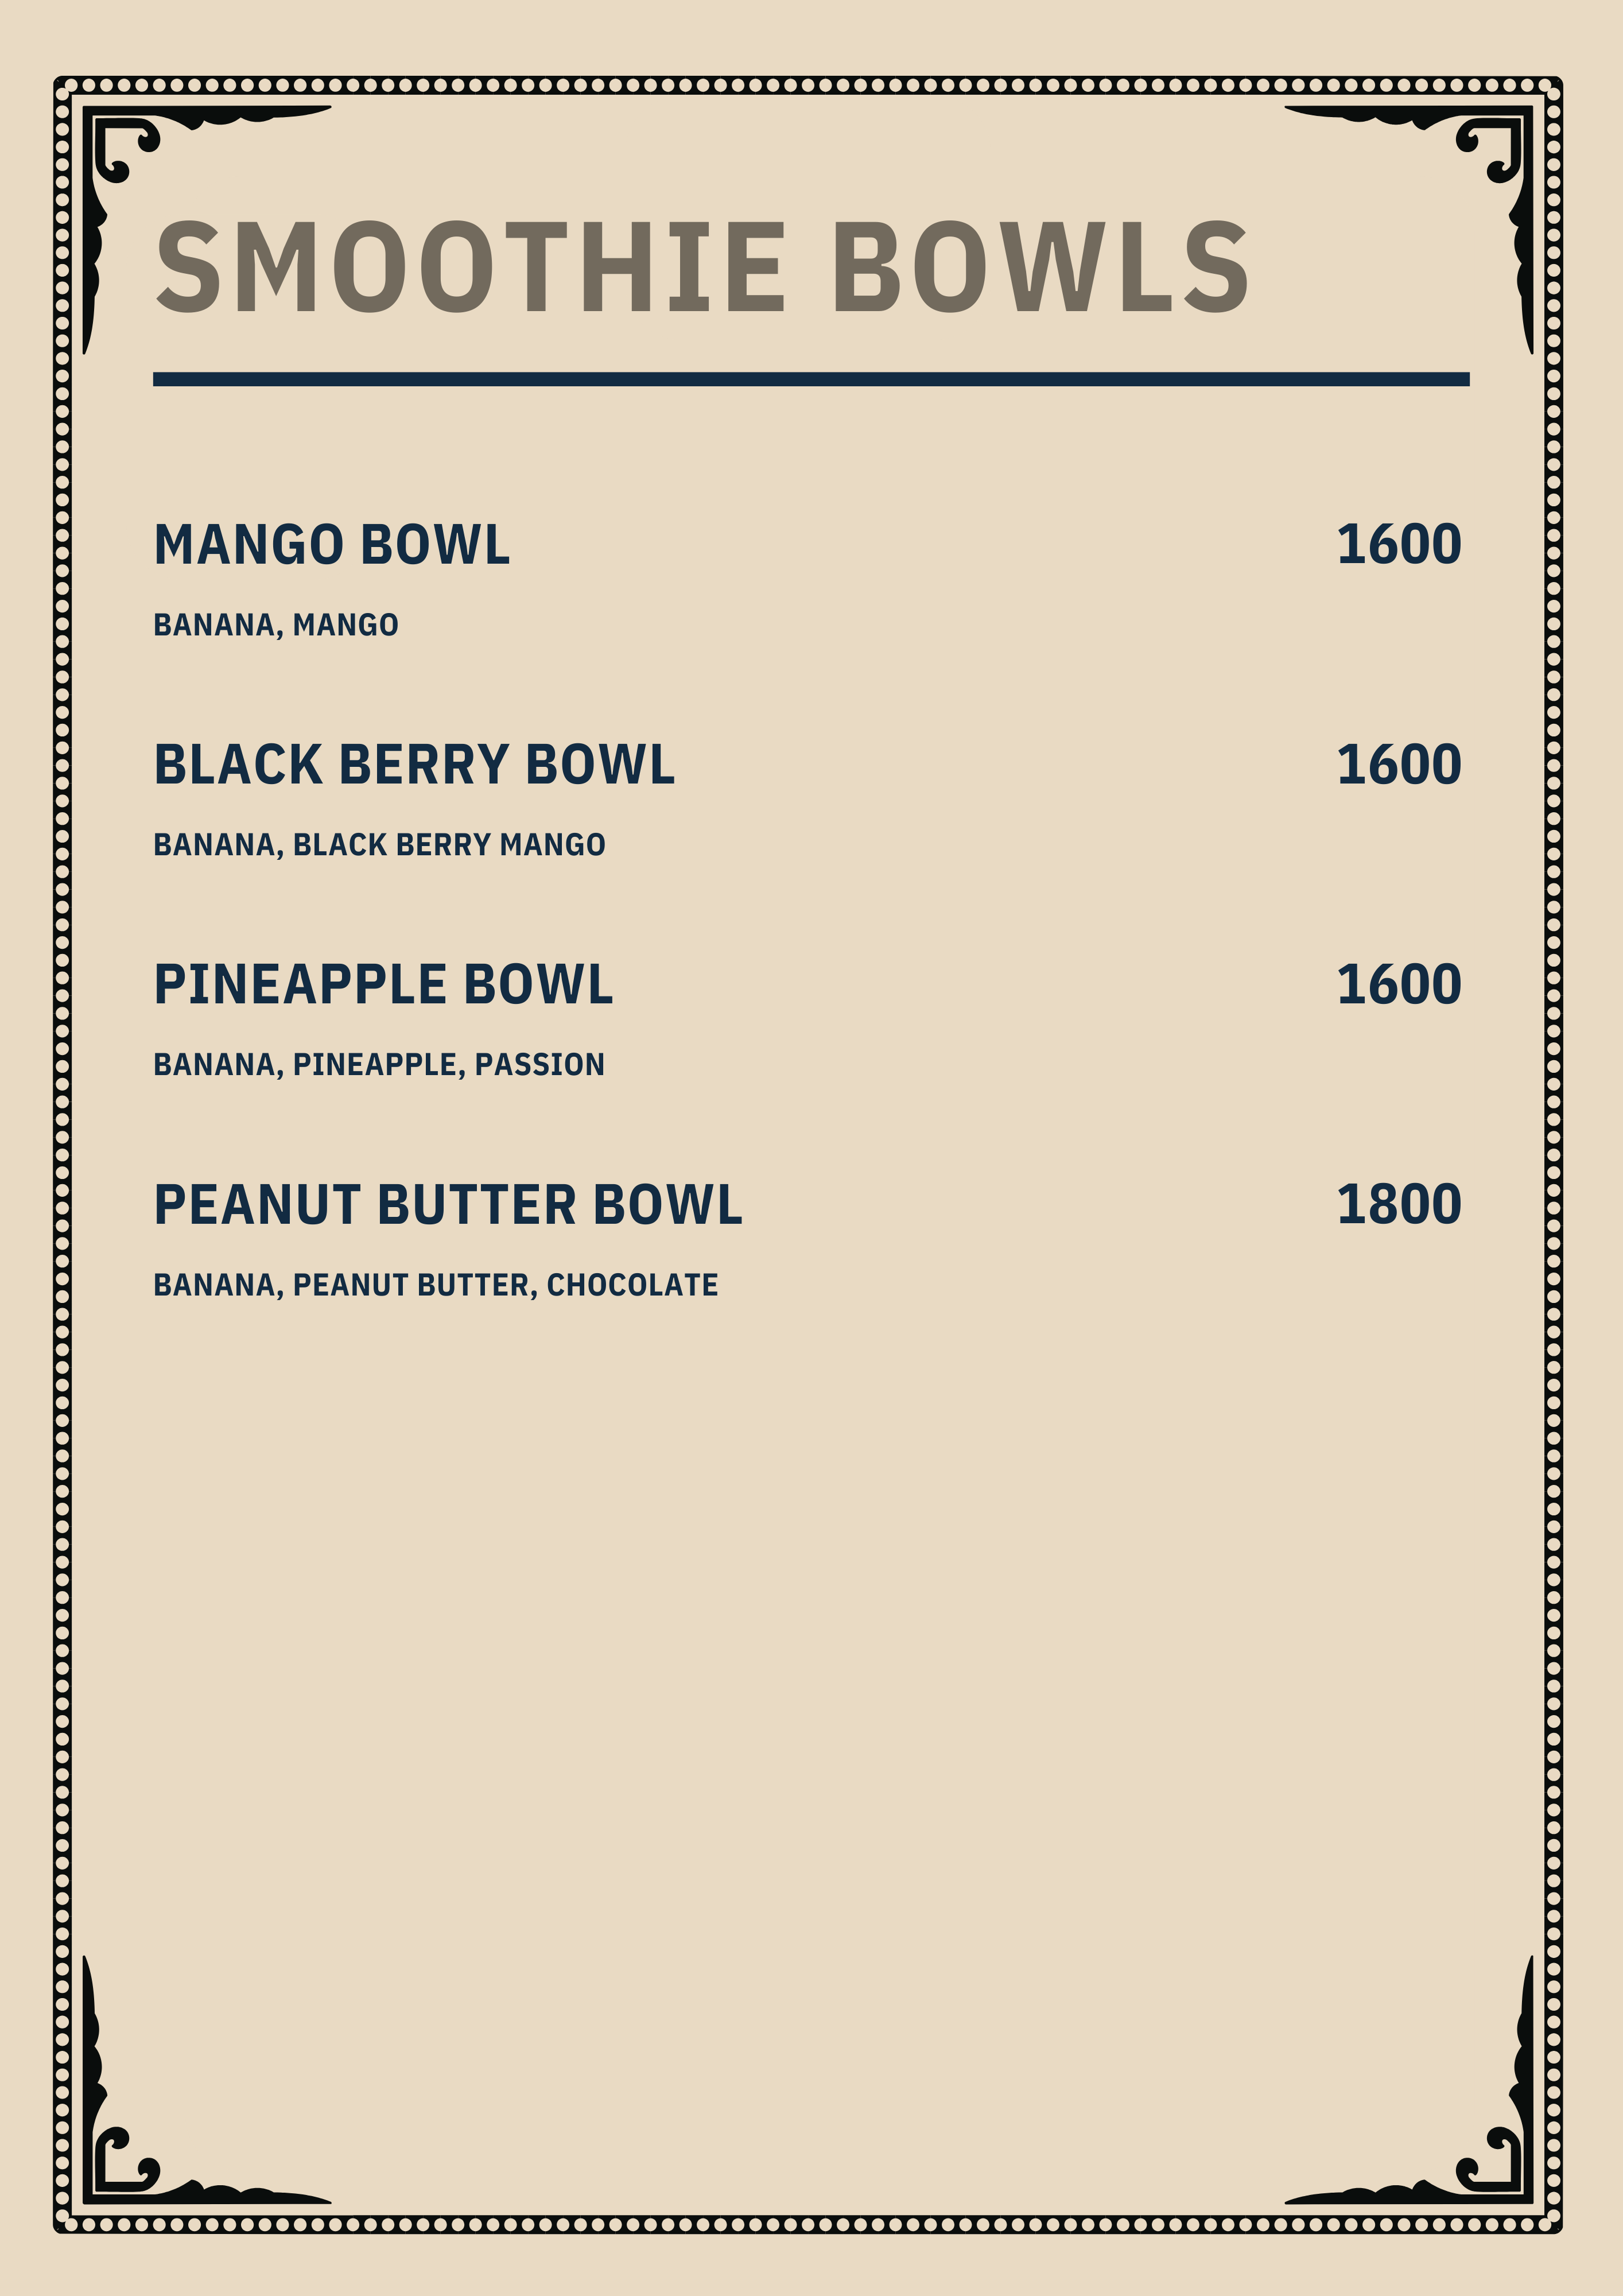 SMOOTHIE BOWLS
MANGO BOWL 1600
BANANA, MANGO
BLACK BERRY BOWL 1600
BANANA, BLACK BERRY MANGO
PINEAPPLE BOWL 1600
BANANA, PINEAPPLE, PASSION
PEANUT BUTTER BOWL 1800
BANANA, PEANUT BUTTER, CHOCOLATE